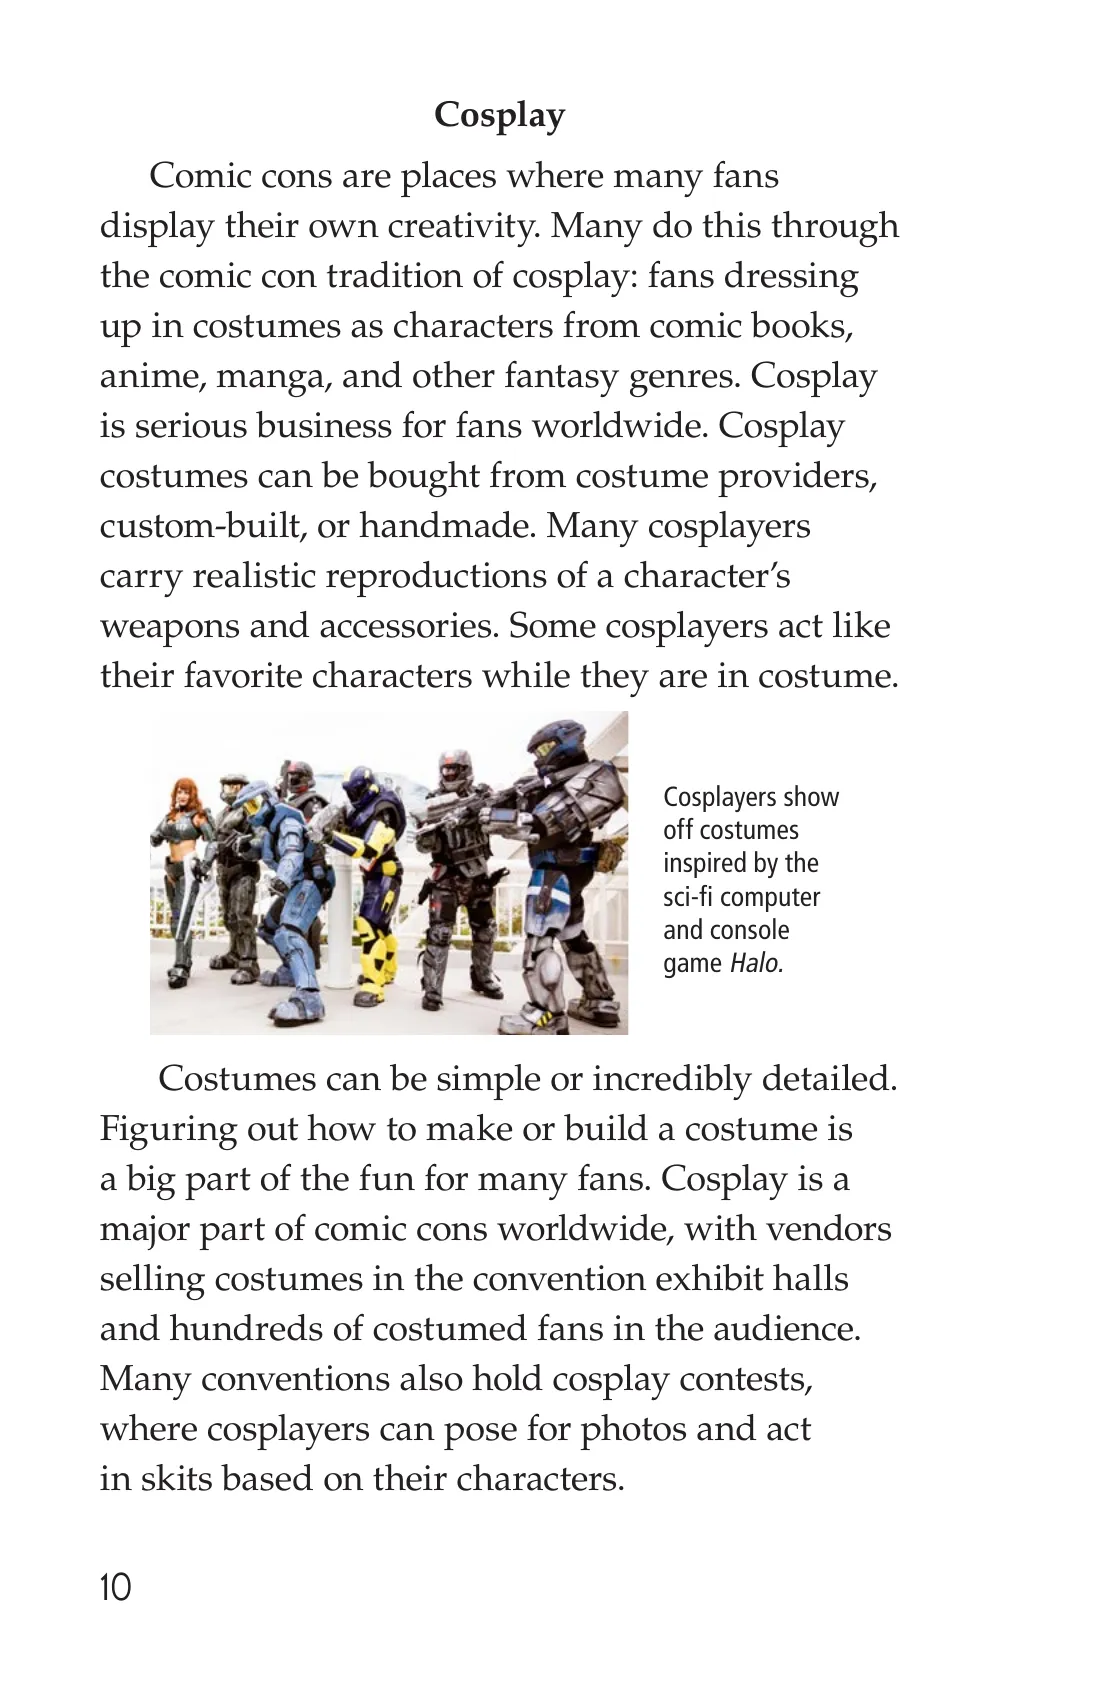 Cosplay
Comic cons are places where many fans
display their own creativity. Many do this through
the comic con tradition of cosplay: fans dressing
up in costumes as characters from comic books,
anime, manga, and other fantasy genres. Cosplay
is serious business for fans worldwide. Cosplay
costumes can be bought from costume providers,
custom-built, or handmade. Many cosplayers
carry realistic reproductions of a character’s
weapons and accessories. Some cosplayers act like
their favorite characters while they are in costume.
Cosplayers show
off costumes
inspired by the
sci-fi computer
and console
game Halo.
Costumes can be simple or incredibly detailed.
Figuring out how to make or build a costume is
a big part of the fun for many fans. Cosplay is a
major part of comic cons worldwide, with vendors
selling costumes in the convention exhibit halls
and hundreds of costumed fans in the audience.
Many conventions also hold cosplay contests,
where cosplayers can pose for photos and act
in skits based on their characters.
10